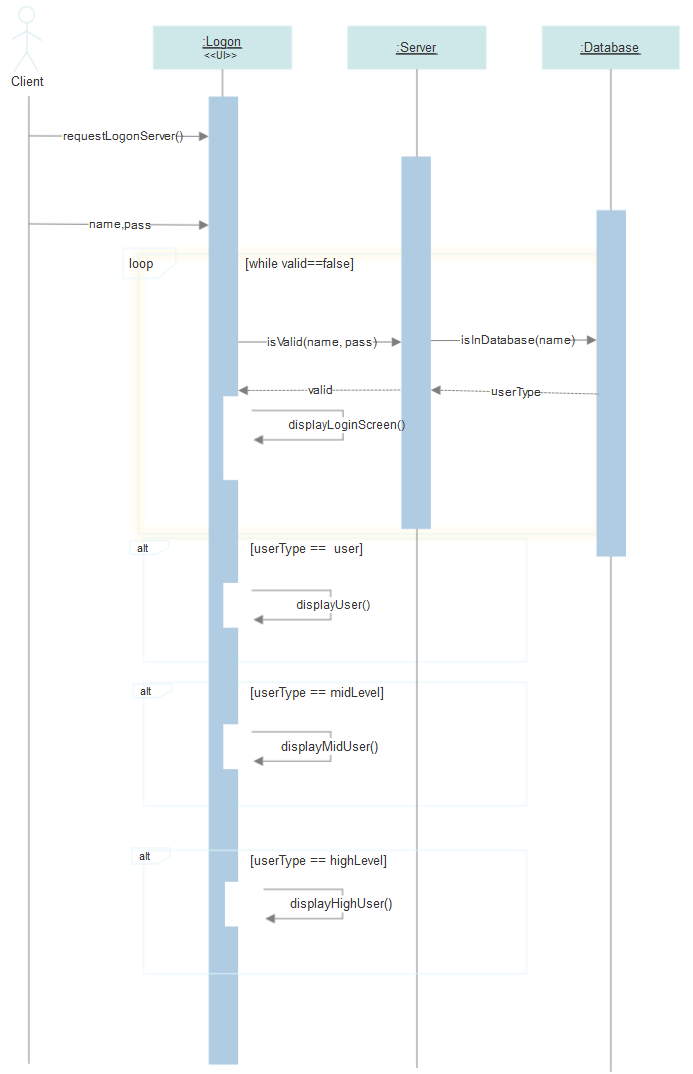 :Logon
<<UI>>
:Server
:Database
Client
requestLogonServer()
name,pass
loop
[while valid==false]
isValid(name, pass)
isInDatabase(name)
valid
userType
displayLoginScreen()
alt
[userType == user]
displayUser()
alt
[userType == midLevel]
displayMidUser()
alt
[userType == highLevel]
displayHighUser()